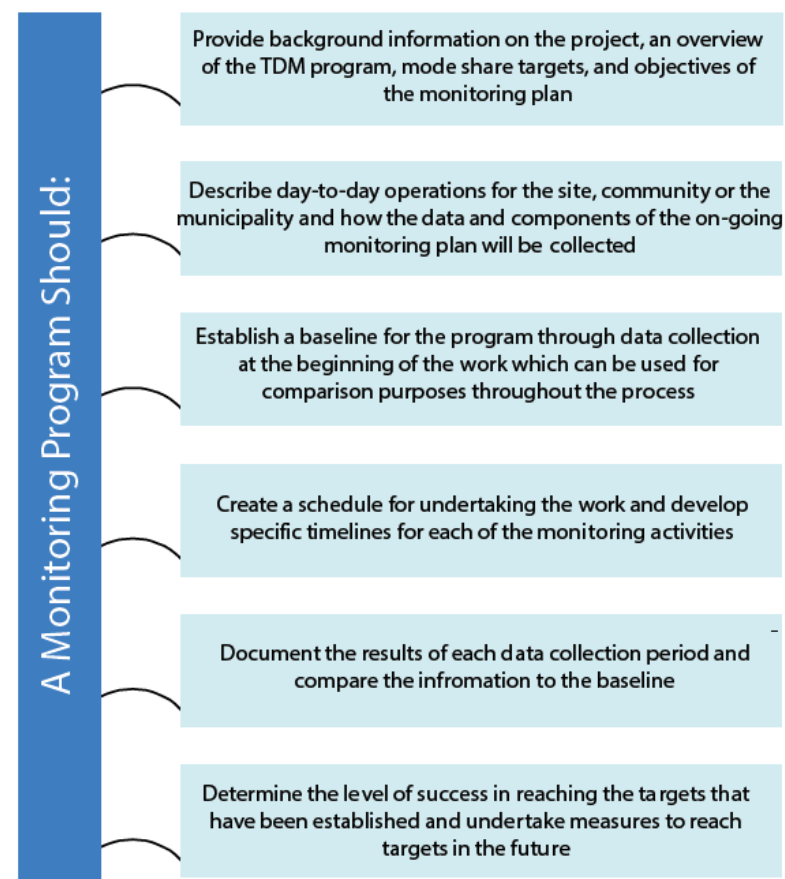 A Monitoring Program Should:
Provide background information on the project, an overview
of the TDM program, mode share targets, and objectives of
the monitoring plan
Describe day-to-day operations for the site, community or the
municipality and how the data and components of the on-going
monitoring plan will be collected
Establish a baseline for the program through data collection
at the beginning of the work which can be used for
comparison purposes throughout the process
Create a schedule for undertaking the work and develop
specific timelines for each of the monitoring activities
Document the results of each data collection period and
compare the infromation to the baseline
Determine the level of success in reaching the targets that
have been established and undertake measures to reach
targets in the future